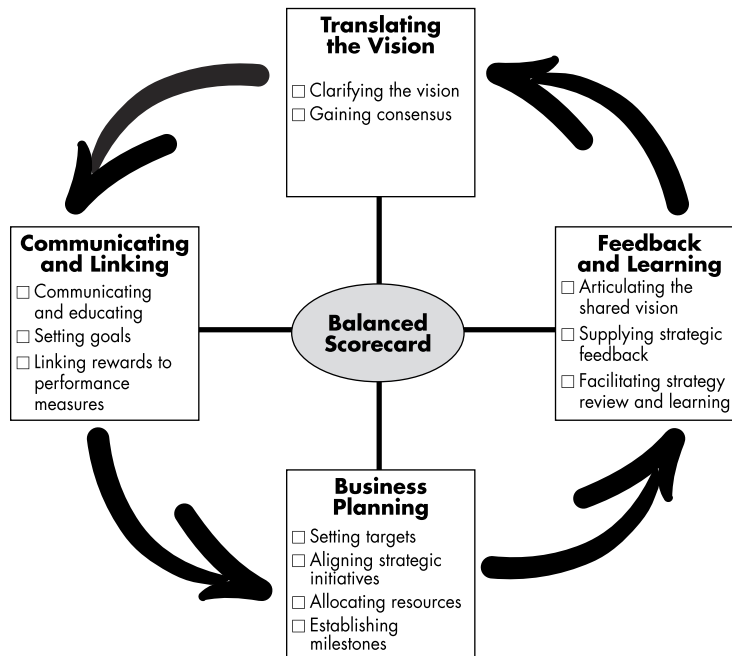 Translating
the Vision
☐ Clarifying the vision
☐ Gaining consensus
Communicating
and Linking
☐ Communicating
and educating
☐ Setting goals
☐ Linking rewards to
performance
measures
Balanced
Scorecard
Feedback
and Learning
☐ Articulating the
shared vision
☐ Supplying strategic
feedback
☐ Facilitating strategy
review and learning
Business
Planning
☐ Setting targets
☐ Aligning strategic
initiatives
☐ Allocating resources
☐ Establishing
milestones